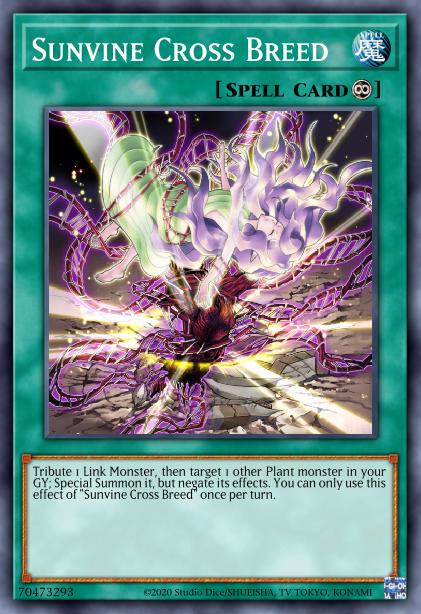 Sunvine Cross Breed
SPELL
魔
[Spell Card]
Tribute 1 Link Monster, then target 1 other Plant monster in your
GY; Special Summon it, but negate its effects. You can only use this
effect of "Sunvine Cross Breed" once per turn.
70473293
©2020 Studio Dice/SHUEISHA, TV TOKYO, KONAMI